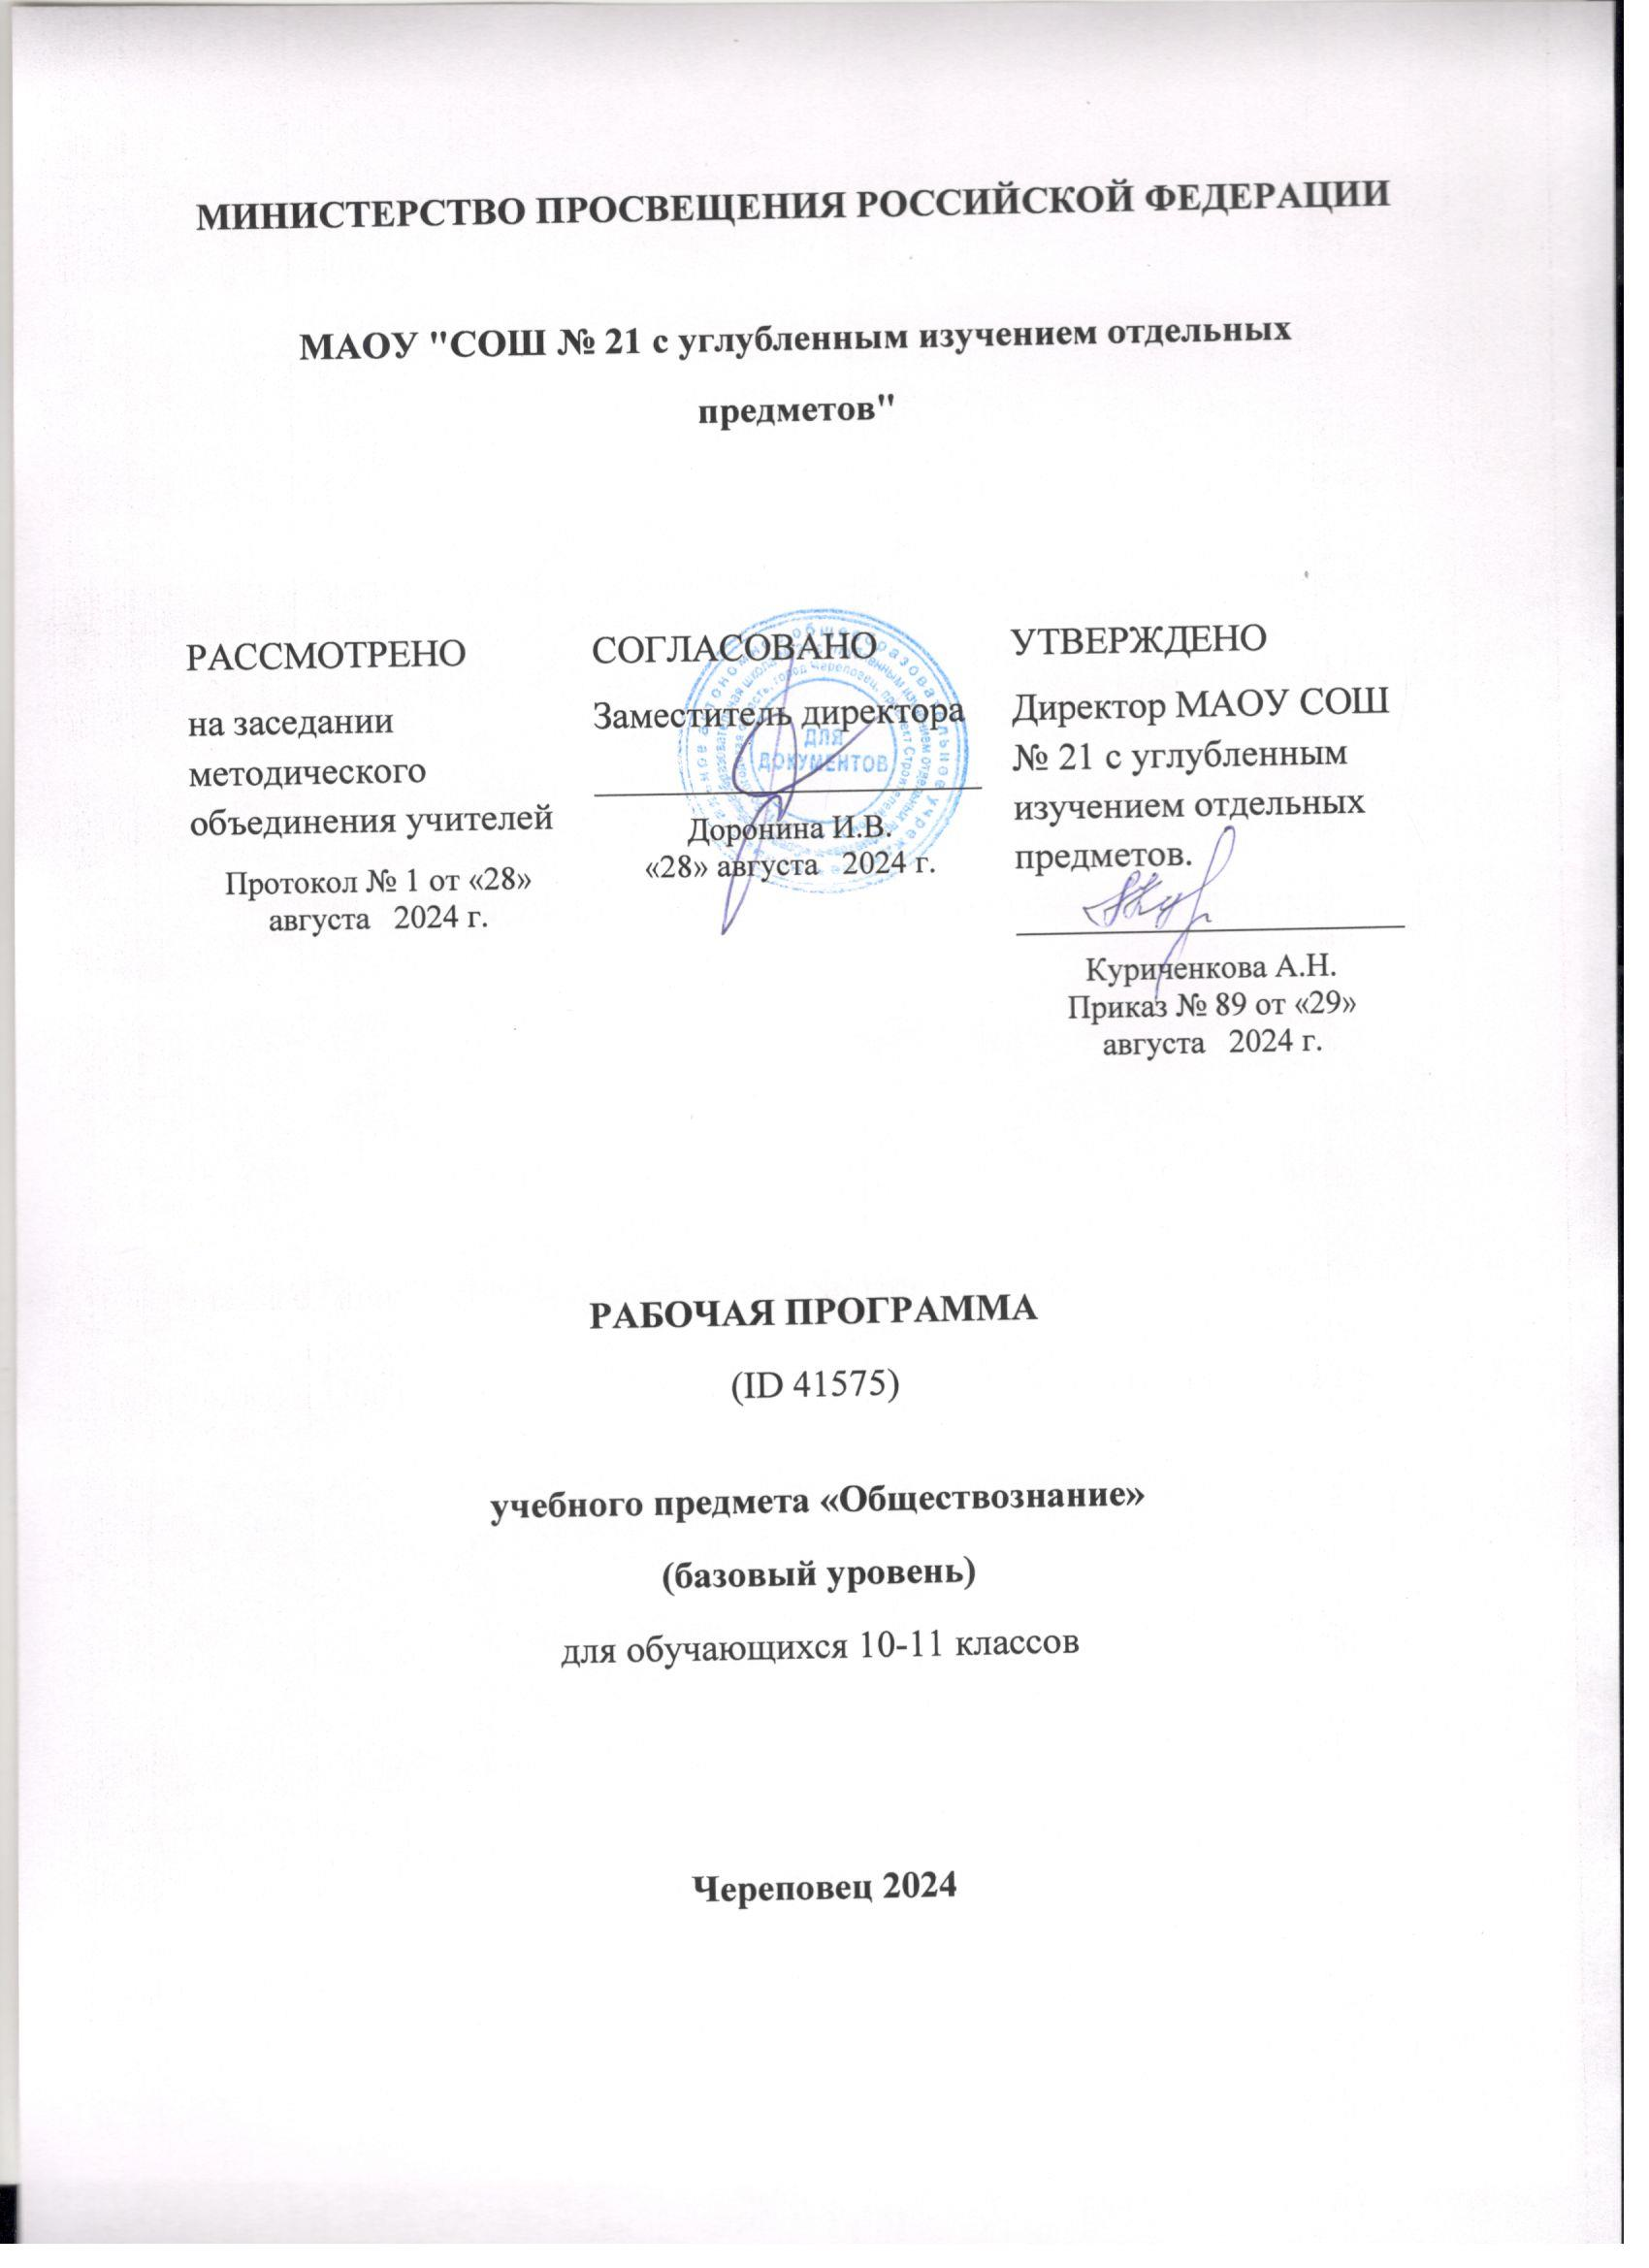 МИНИСТЕРСТВО ПРОСВЕЩЕНИЯ РОССИЙСКОЙ ФЕДЕРАЦИИ
МАОУ "СОШ № 21 с углубленным изучением отдельных
предметов"
РАССМОТРЕНО
на заседании
методического
объединения учителей
Протокол № 1 от «28»
августа 2024 г.
СОГЛАСОВАНО
Заместитель директора
Доронина И.В.
«28» августа 2024 г.
ДЛЯ
ДОКУМЕНТОВ
УТВЕРЖДЕНО
Директор МАОУ СОШ
№ 21 с углубленным
изучением отдельных
предметов.
Куриченкова А.Н.
Приказ № 89 от «29»
августа 2024 г.
РАБОЧАЯ ПРОГРАММА
(ID 41575)
учебного предмета «Обществознание»
(базовый уровень)
для обучающихся 10-11 классов
Череповец 2024